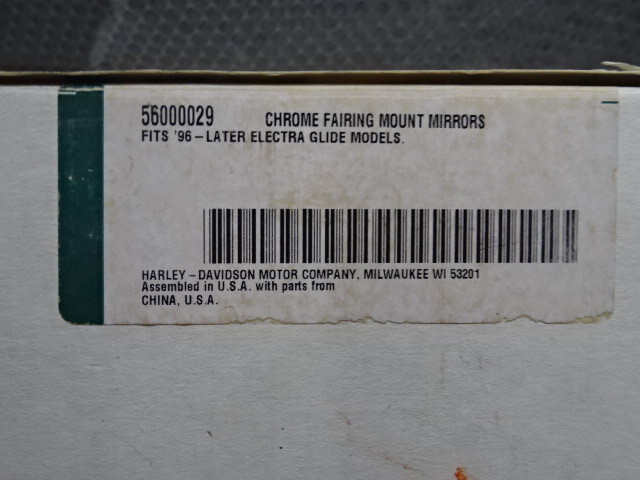 56000029 CHROME FAIRING MOUNT MIRRORS
FITS '96-LATER ELECTRA GLIDE MODELS.
HARLEY-DAVIDSON MOTOR COMPANY, MILWAUKEE WI 53201
Assembled in U.S.A. with parts from
CHINA, U.S.A.